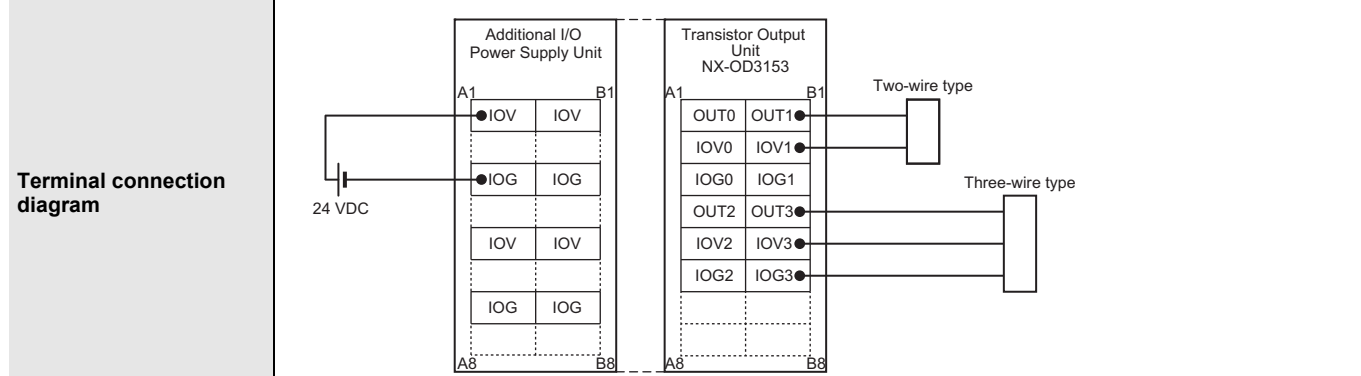 Terminal connection
diagram
24 VDC
Additional I/O
Power Supply Unit
A1 B1
IOV IOV
IOG IOG
IOV IOV
IOG IOG
A8 B8
Transistor Output
Unit
NX-OD3153
A1 B1
OUT0 OUT1
IOV0 IOV1
IOG0 IOG1
OUT2 OUT3
IOV2 IOV3
IOG2 IOG3
A8 B8
Two-wire type
Three-wire type